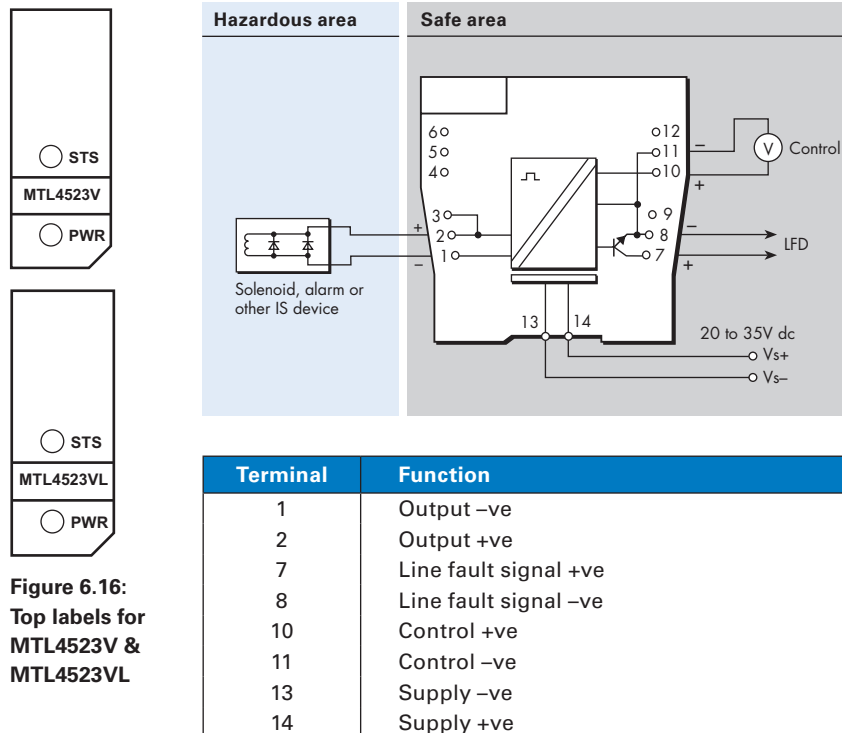 STS
MTL4523V
PWR
STS
MTL4523VL
PWR
Figure 6.16:
Top labels for
MTL4523V &
MTL4523VL
Hazardous area
Safe area
6
5
4
3
2
1
12
11
10
9
8
7
13
14
+
–
–
+
–
+
V
Control
LFD
Solenoid, alarm or
other IS device
20 to 35V dc
Vs+
Vs–
Terminal Function
1 Output –ve
2 Output +ve
7 Line fault signal +ve
8 Line fault signal –ve
10 Control +ve
11 Control –ve
13 Supply –ve
14 Supply +ve